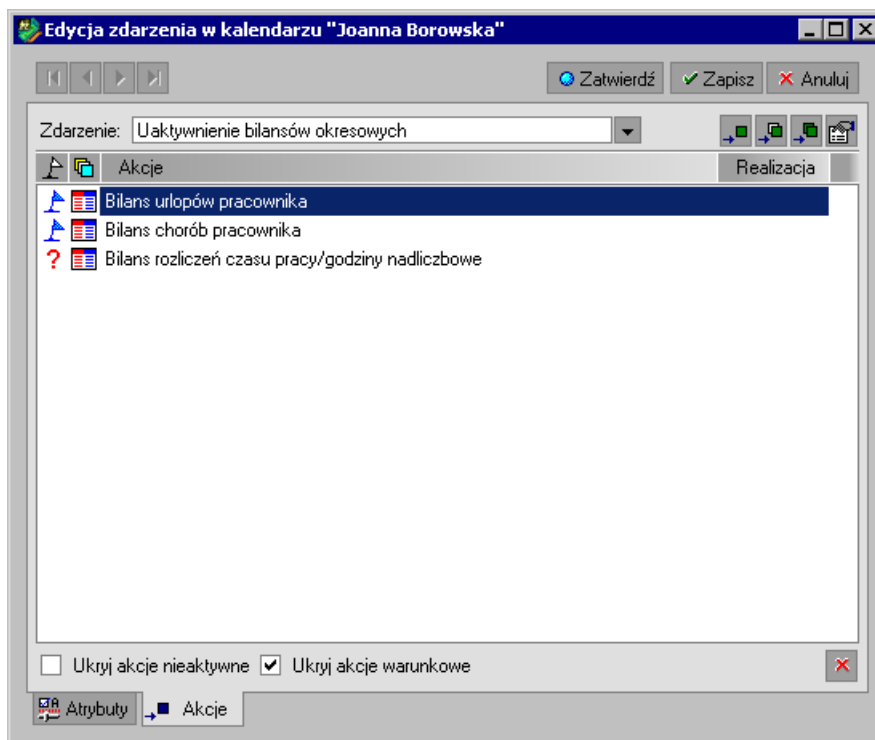 Edycja zdarzenia w kalendarzu "Joanna Borowska"
Zatwierdź Zapisz Anuluj
Zdarzenie: Uaktywnienie bilansów okresowych
Akcje Realizacja
Bilans urlopów pracownika
Bilans chorób pracownika
? Bilans rozliczeń czasu pracy/godziny nadliczbowe
Ukryj akcje nieaktywne Ukryj akcje warunkowe
Atrybuty Akcje